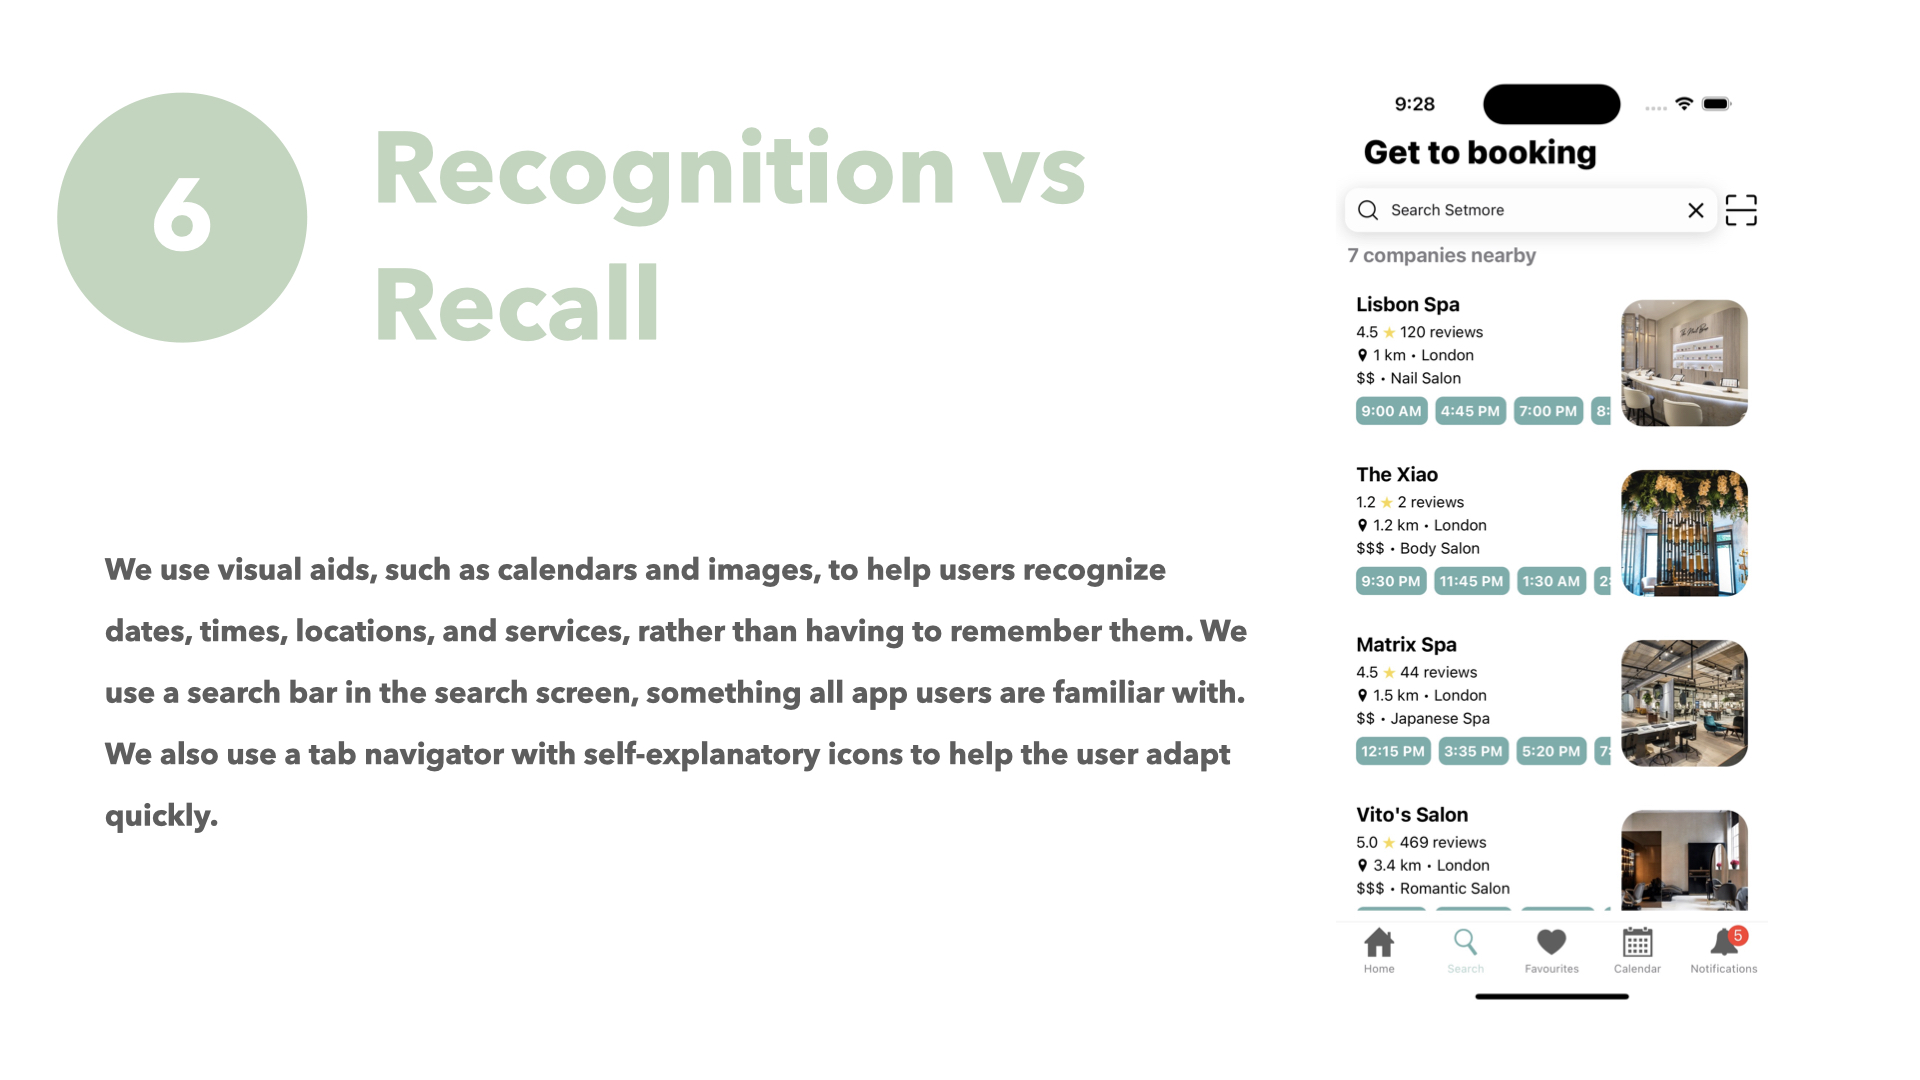 6
Recognition vs
Recall
We use visual aids, such as calendars and images, to help users recognize
dates, times, locations, and services, rather than having to remember them. We
use a search bar in the search screen, something all app users are familiar with.
We also use a tab navigator with self-explanatory icons to help the user adapt
quickly.
9:28
Get to booking
Search Setmore
7 companies nearby
Lisbon Spa
4.5 ★ 120 reviews
1 km • London
$$ • Nail Salon
9:00 AM 4:45 PM 7:00 PM 8:
The Xiao
1.2 ★ 2 reviews
1.2 km • London
$$$ • Body Salon
9:30 PM 11:45 PM 1:30 AM 2:
Matrix Spa
4.5 ★ 44 reviews
1.5 km • London
$$ • Japanese Spa
12:15 PM 3:35 PM 5:20 PM 7:
Vito's Salon
5.0 ★ 469 reviews
3.4 km • London
$$$ • Romantic Salon
5
Home Search Favourites Calendar Notifications